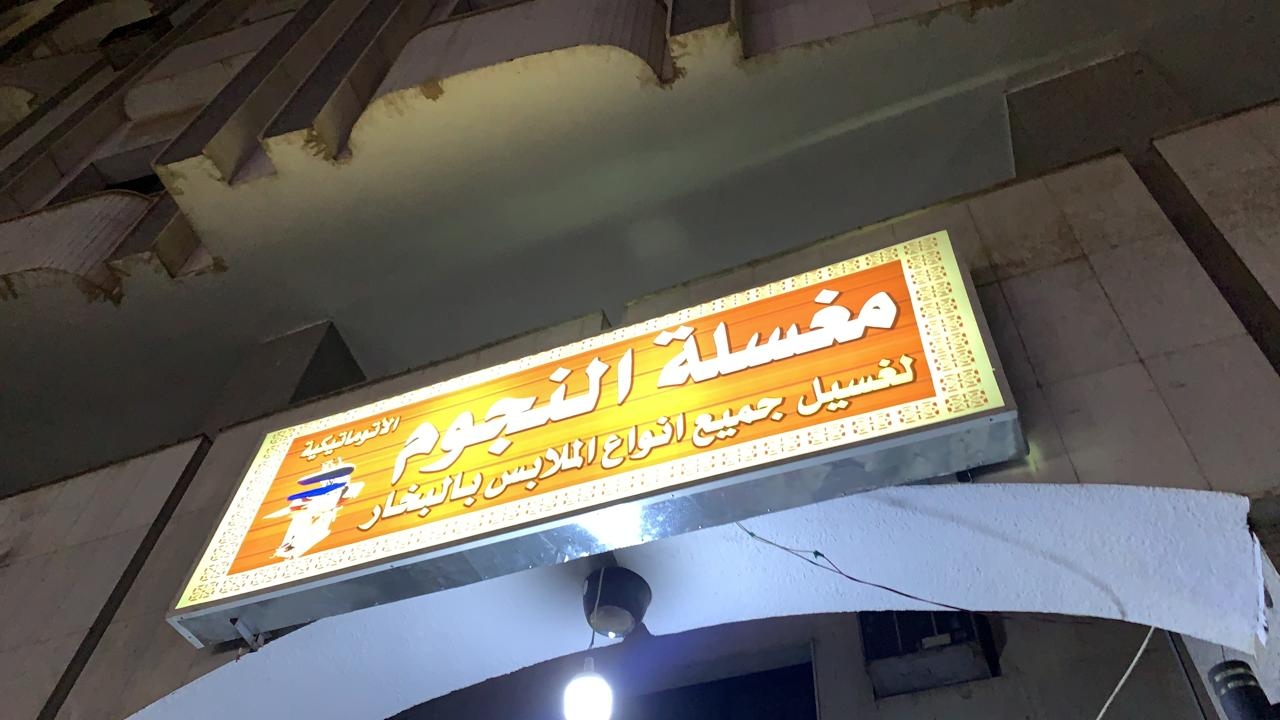 مغسلة النجوم
الاتوماتيكية
لغسيل جميع انواع الملابس بالبخار